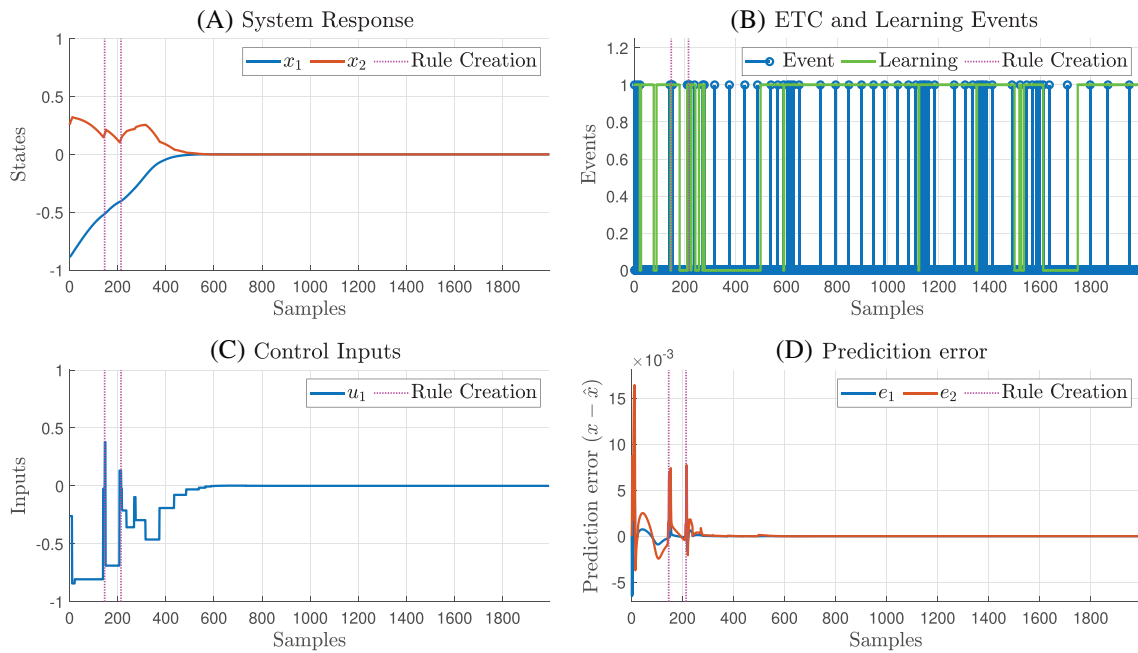 (A) System Response
x₁ x₂ Rule Creation
1
0.5
0
-0.5
-1
States
0 200 400 600 800 1000 1200 1400 1600 1800
Samples
(B) ETC and Learning Events
Event Learning Rule Creation
1.2
1
0.8
0.6
0.4
0.2
0
Events
0 200 400 600 800 1000 1200 1400 1600 1800
Samples
(C) Control Inputs
u₁ Rule Creation
1
0.5
0
-0.5
-1
Inputs
0 200 400 600 800 1000 1200 1400 1600 1800
Samples
(D) Predicition error
×10⁻³
e₁ e₂ Rule Creation
15
10
5
0
-5
Prediction error (x − x̂)
0 200 400 600 800 1000 1200 1400 1600 1800
Samples